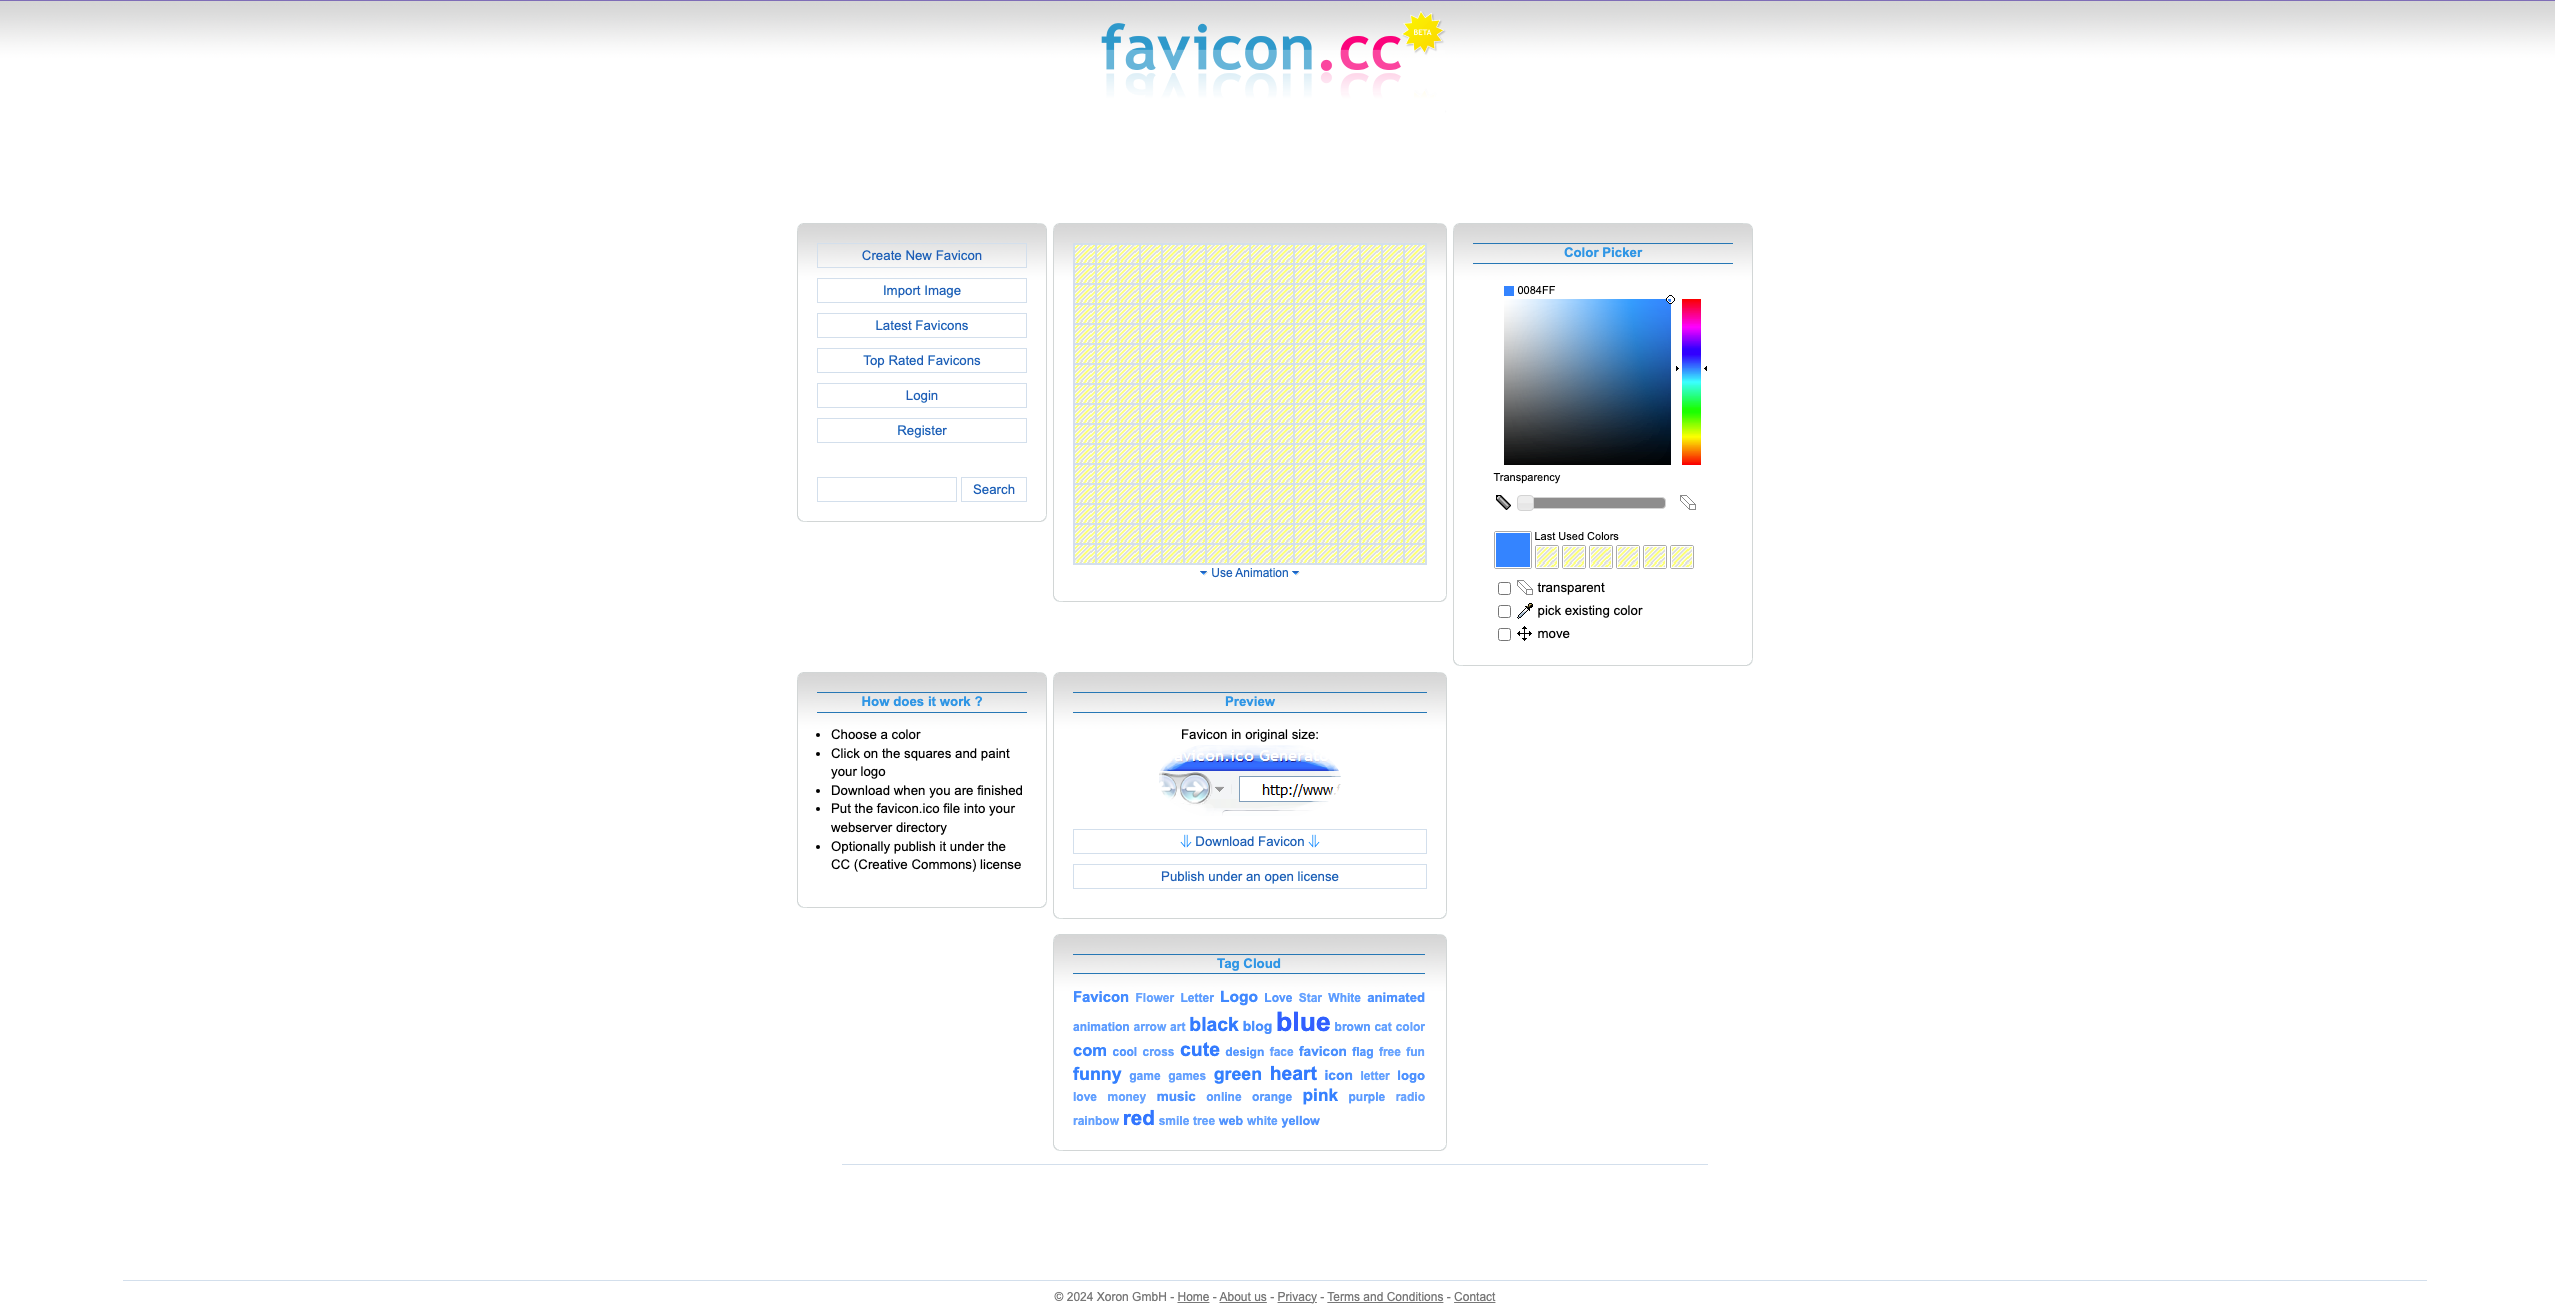 favicon.cc
BETA
Create New Favicon
Import Image
Latest Favicons
Top Rated Favicons
Login
Register
Search
Use Animation
Color Picker
0084FF
Transparency
Last Used Colors
transparent
pick existing color
move
How does it work ?
Choose a color
Click on the squares and paint
your logo
Download when you are finished
Put the favicon.ico file into your
webserver directory
Optionally publish it under the
CC (Creative Commons) license
Preview
Favicon in original size:
avicon.ico Genera
http://www.
Download Favicon
Publish under an open license
Tag Cloud
Favicon Flower Letter Logo Love Star White animated
animation arrow art black blog blue brown cat color
com cool cross cute design face favicon flag free fun
funny game games green heart icon letter logo
love money music online orange pink purple radio
rainbow red smile tree web white yellow
© 2024 Xoron GmbH - Home - About us - Privacy - Terms and Conditions - Contact